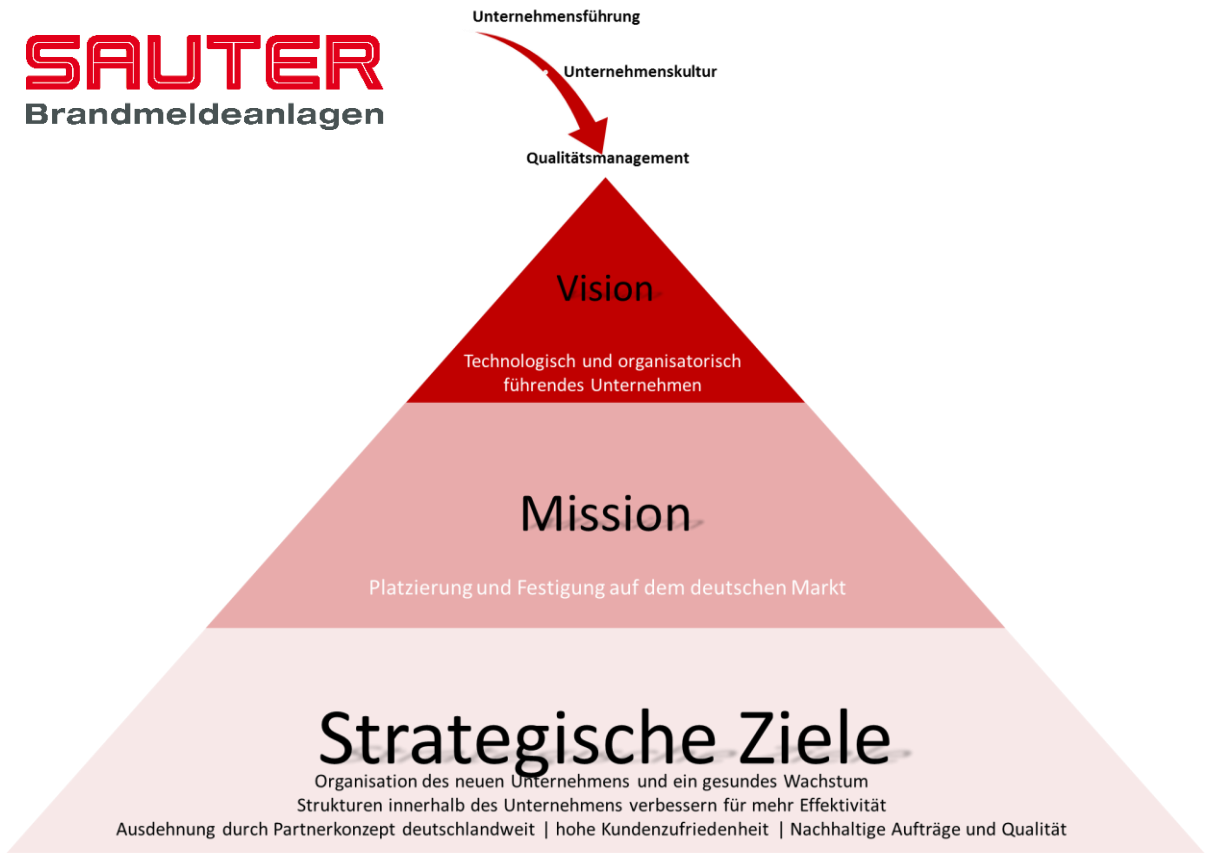 Unternehmensführung
SAUTER
Brandmeldeanlagen
Unternehmenskultur
Qualitätsmanagement
Vision
Technologisch und organisatorisch
führendes Unternehmen
Mission
Platzierung und Festigung auf dem deutschen Markt
Strategische Ziele
Organisation des neuen Unternehmens und ein gesundes Wachstum
Strukturen innerhalb des Unternehmens verbessern für mehr Effektivität
Ausdehnung durch Partnerkonzept deutschlandweit | hohe Kundenzufriedenheit | Nachhaltige Aufträge und Qualität